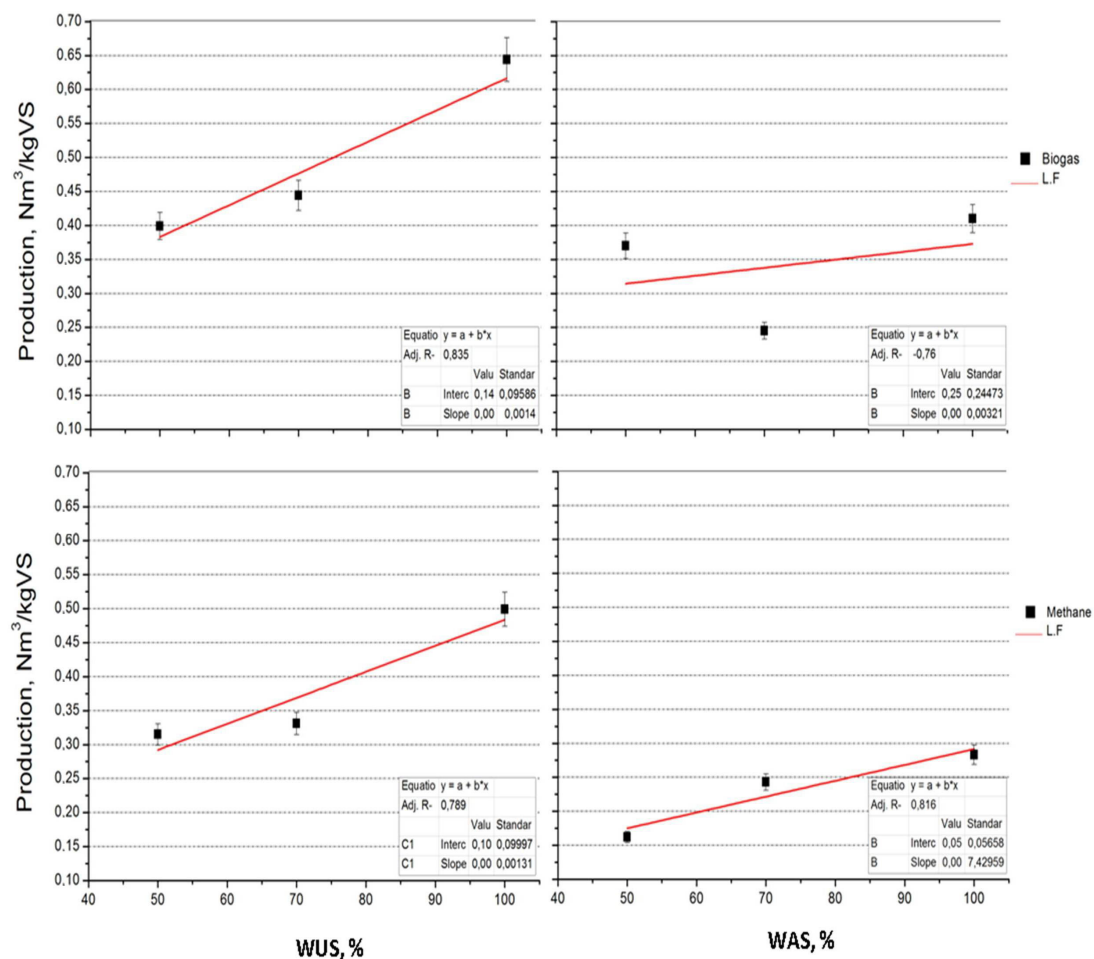 Production, Nm³/kgVS
0,70
0,65
0,60
0,55
0,50
0,45
0,40
0,35
0,30
0,25
0,20
0,15
0,10
40 50 60 70 80 90 100
Equatio y = a + b*x
Adj. R- 0,835
Valu Standar
B Interc 0,14 0,09586
B Slope 0,00 0,0014
Equatio y = a + b*x
Adj. R- -0,76
Valu Standar
B Interc 0,25 0,24473
B Slope 0,00 0,00321
Biogas
L.F
Production, Nm³/kgVS
0,70
0,65
0,60
0,55
0,50
0,45
0,40
0,35
0,30
0,25
0,20
0,15
0,10
Equatio y = a + b*x
Adj. R- 0,789
Valu Standar
C1 Interc 0,10 0,09997
C1 Slope 0,00 0,00131
40 50 60 70 80 90 100
WUS, %
Equatio y = a + b*x
Adj. R- 0,816
Valu Standar
B Interc 0,05 0,05658
B Slope 0,00 7,42959
40 50 60 70 80 90 100
WAS, %
Methane
L.F